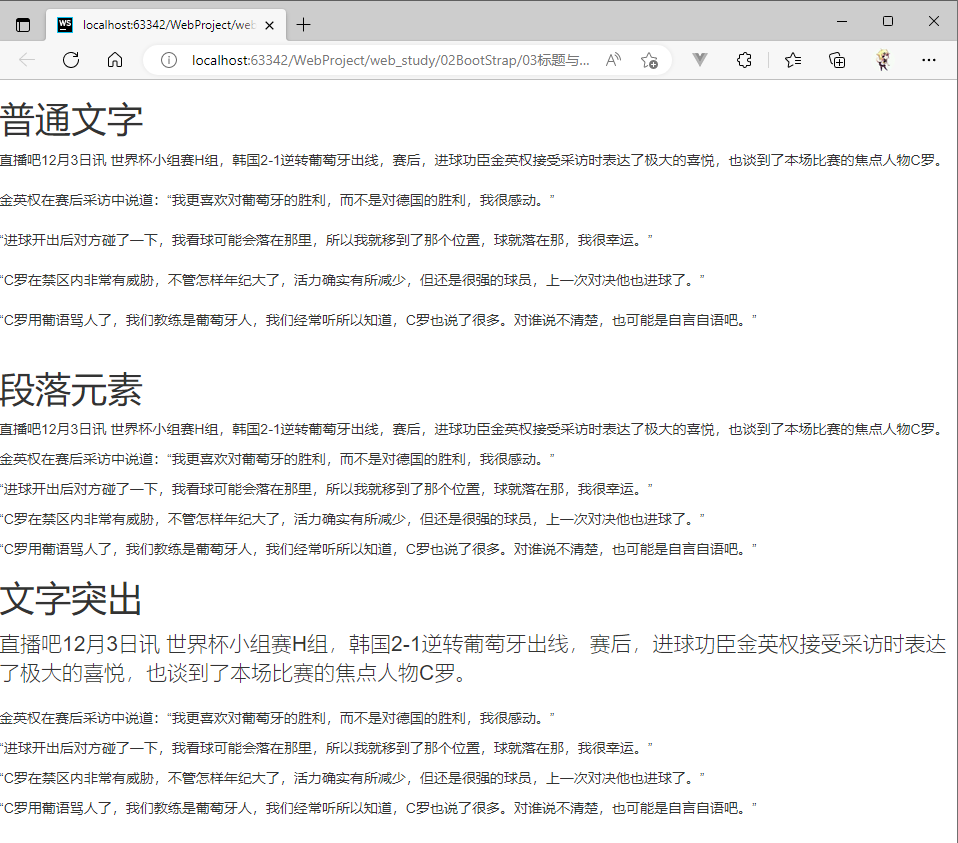 WS localhost:63342/WebProject/web
localhost:63342/WebProject/web_study/02BootStrap/03标题与...
普通文字
直播吧12月3日讯 世界杯小组赛H组，韩国2-1逆转葡萄牙出线，赛后，进球功臣金英权接受采访时表达了极大的喜悦，也谈到了本场比赛的焦点人物C罗。
金英权在赛后采访中说道：“我更喜欢对葡萄牙的胜利，而不是对德国的胜利，我很感动。”
“进球开出后对方碰了一下，我看球可能会落在那里，所以我就移到了那个位置，球就落在那，我很幸运。”
“C罗在禁区内非常有威胁，不管怎样年纪大了，活力确实有所减少，但还是很强的球员，上一次对决他也进球了。”
“C罗用葡语骂人了，我们教练是葡萄牙人，我们经常听所以知道，C罗也说了很多。对谁说不清楚，也可能是自言自语吧。”
段落元素
直播吧12月3日讯 世界杯小组赛H组，韩国2-1逆转葡萄牙出线，赛后，进球功臣金英权接受采访时表达了极大的喜悦，也谈到了本场比赛的焦点人物C罗。
金英权在赛后采访中说道：“我更喜欢对葡萄牙的胜利，而不是对德国的胜利，我很感动。”
“进球开出后对方碰了一下，我看球可能会落在那里，所以我就移到了那个位置，球就落在那，我很幸运。”
“C罗在禁区内非常有威胁，不管怎样年纪大了，活力确实有所减少，但还是很强的球员，上一次对决他也进球了。”
“C罗用葡语骂人了，我们教练是葡萄牙人，我们经常听所以知道，C罗也说了很多。对谁说不清楚，也可能是自言自语吧。”
文字突出
直播吧12月3日讯 世界杯小组赛H组，韩国2-1逆转葡萄牙出线，赛后，进球功臣金英权接受采访时表达
了极大的喜悦，也谈到了本场比赛的焦点人物C罗。
金英权在赛后采访中说道：“我更喜欢对葡萄牙的胜利，而不是对德国的胜利，我很感动。”
“进球开出后对方碰了一下，我看球可能会落在那里，所以我就移到了那个位置，球就落在那，我很幸运。”
“C罗在禁区内非常有威胁，不管怎样年纪大了，活力确实有所减少，但还是很强的球员，上一次对决他也进球了。”
“C罗用葡语骂人了，我们教练是葡萄牙人，我们经常听所以知道，C罗也说了很多。对谁说不清楚，也可能是自言自语吧。”